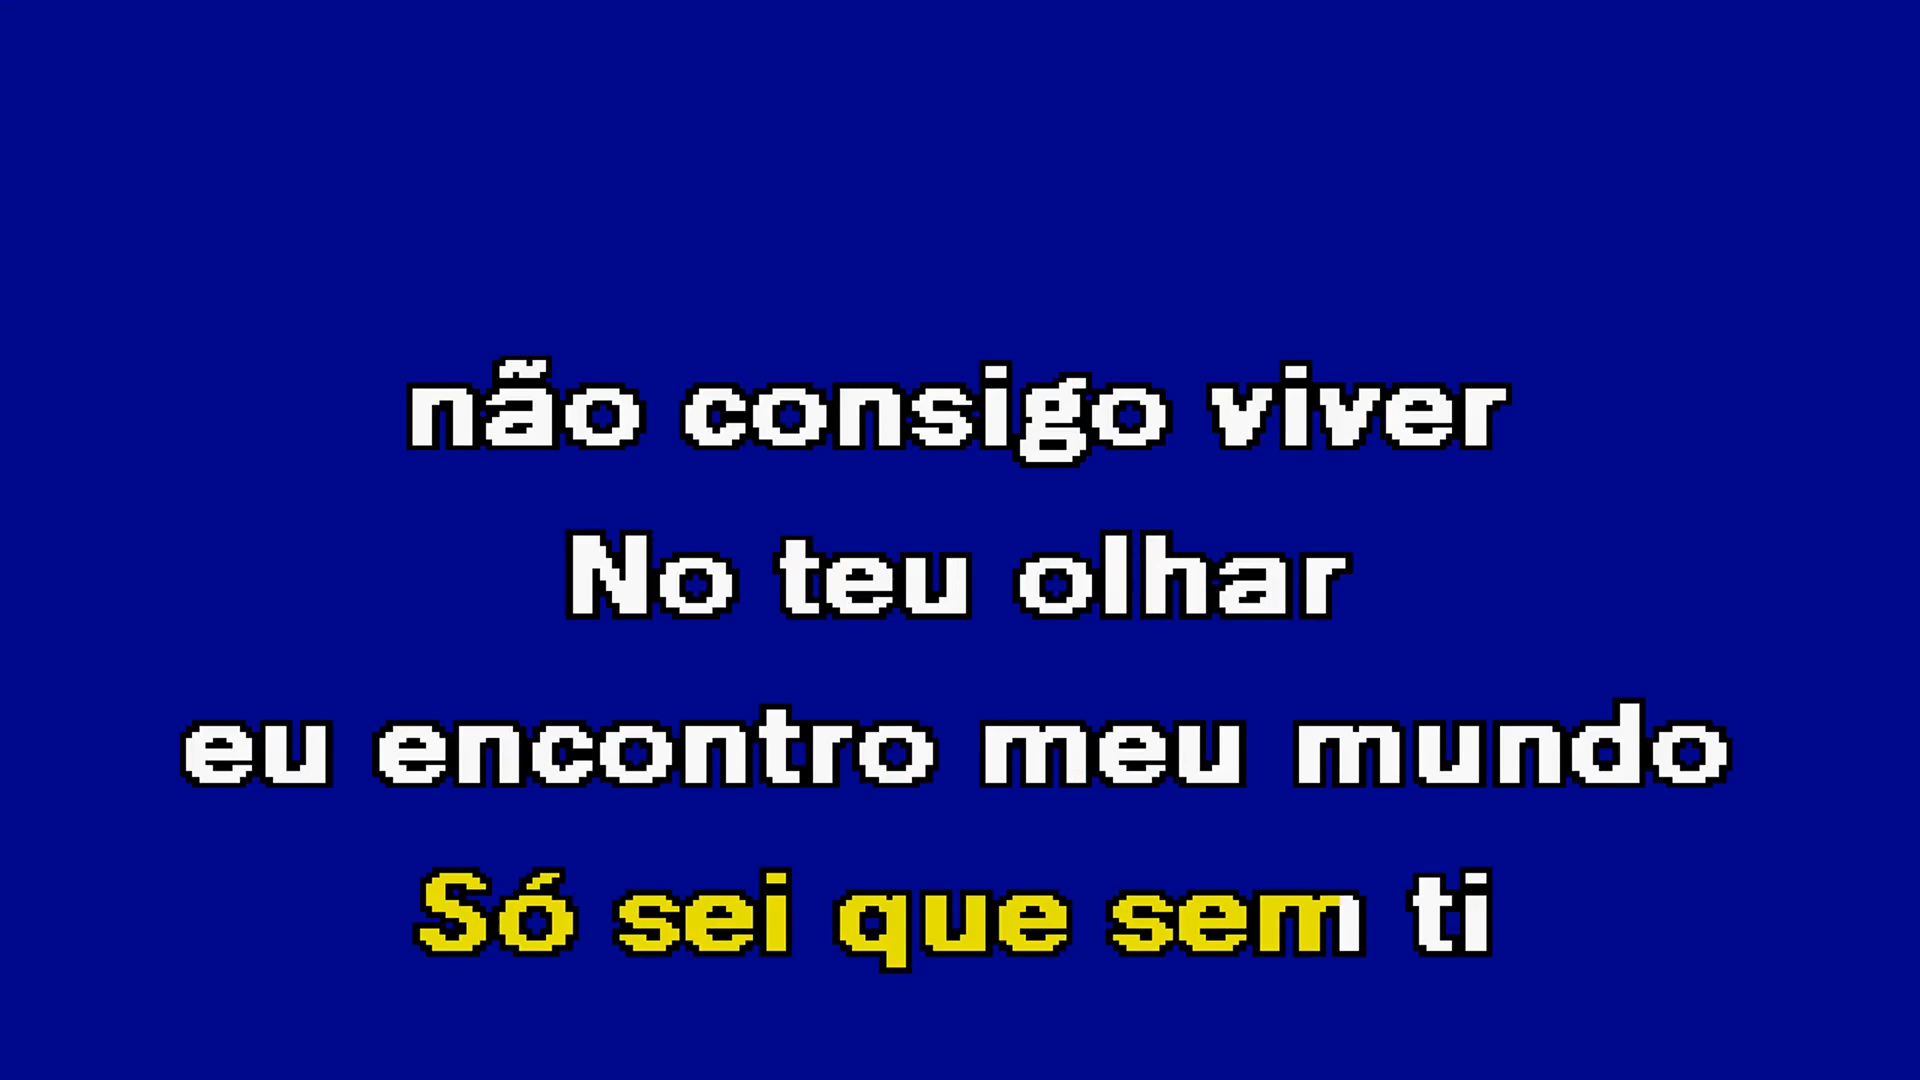 não consigo viver
No teu olhar
eu encontro meu mundo
Só sei que sem ti